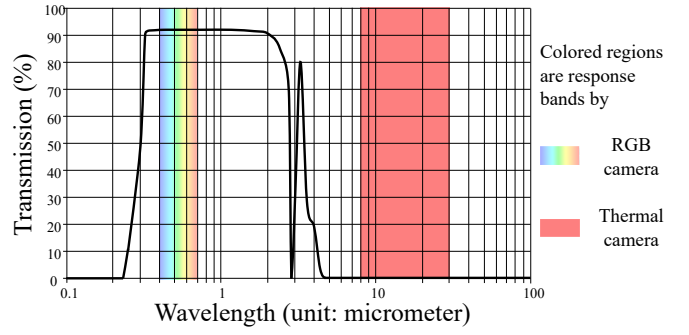 Transmission (%)
100
90
80
70
60
50
40
30
20
10
0
0.1
1
10
100
Wavelength (unit: micrometer)
Colored regions
are response
bands by
RGB
camera
Thermal
camera